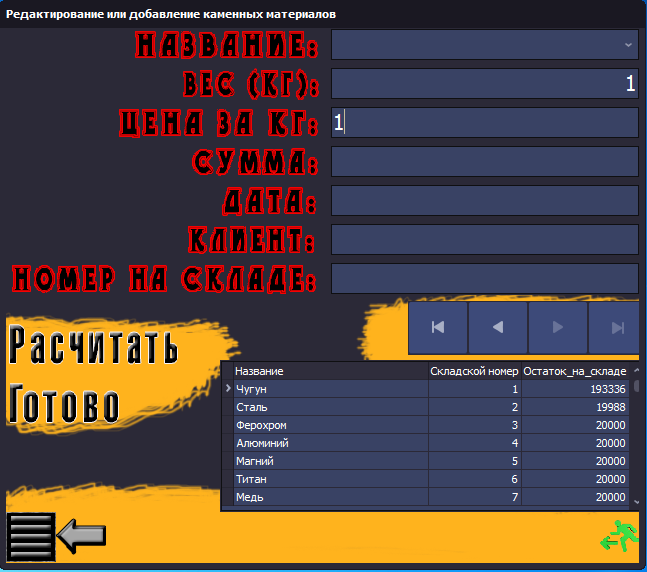 Редактирование или добавление каменных материалов
НАЗВАНИЕ:
ВЕС (КГ): 1
ЦЕНА ЗА КГ: 1
СУММА:
ДАТА:
КЛИЕНТ:
НОМЕР НА СКЛАДЕ:
Расчитать
Готово
Название Складской номер Остаток_на_складе
Чугун 1 193336
Сталь 2 19988
Ферохром 3 20000
Алюминий 4 20000
Магний 5 20000
Титан 6 20000
Медь 7 20000